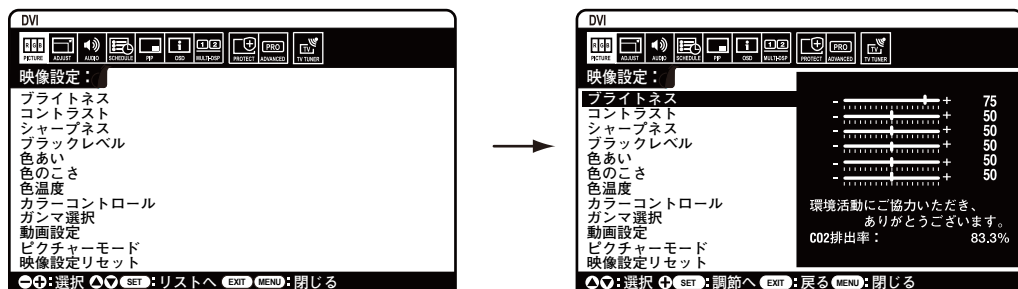 DVI
RGB
PICTURE ADJUST AUDIO SCHEDULE PIP OSD MULTI-DSP PROTECT ADVANCED TV TUNER
映像設定：
ブライトネス
コントラスト
シャープネス
ブラックレベル
色あい
色のこさ
色温度
カラーコントロール
ガンマ選択
動画設定
ピクチャーモード
映像設定リセット
:選択 SET :リストへ EXIT MENU :閉じる
DVI
RGB
PICTURE ADJUST AUDIO SCHEDULE PIP OSD MULTI-DSP PROTECT ADVANCED TV TUNER
映像設定：
ブライトネス - + 75
コントラスト - + 50
シャープネス - + 50
ブラックレベル - + 50
色あい - + 50
色のこさ - + 50
色温度
カラーコントロール
ガンマ選択
動画設定
ピクチャーモード
映像設定リセット
環境活動にご協力いただき、
ありがとうございます。
CO2排出率： 83.3%
:選択 SET :調節へ EXIT :戻る MENU :閉じる